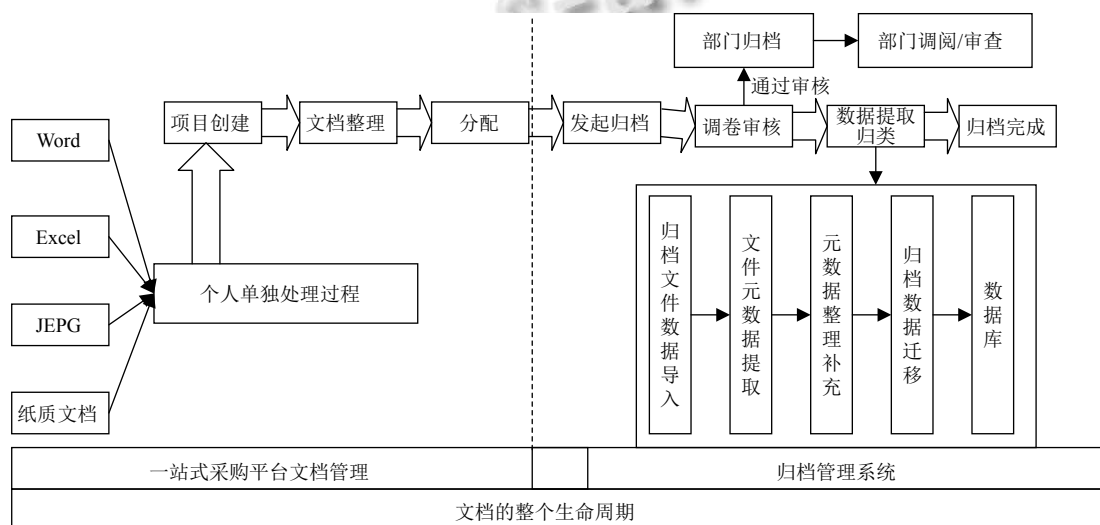 部门归档
部门调阅/审查
通过审核
项目创建
文档整理
分配
发起归档
调卷审核
数据提取
归类
归档完成
Word
Excel
JEPG
纸质文档
个人单独处理过程
归档文件数据导入
文件元数据提取
元数据整理补充
归档数据迁移
数据库
一站式采购平台文档管理
归档管理系统
文档的整个生命周期